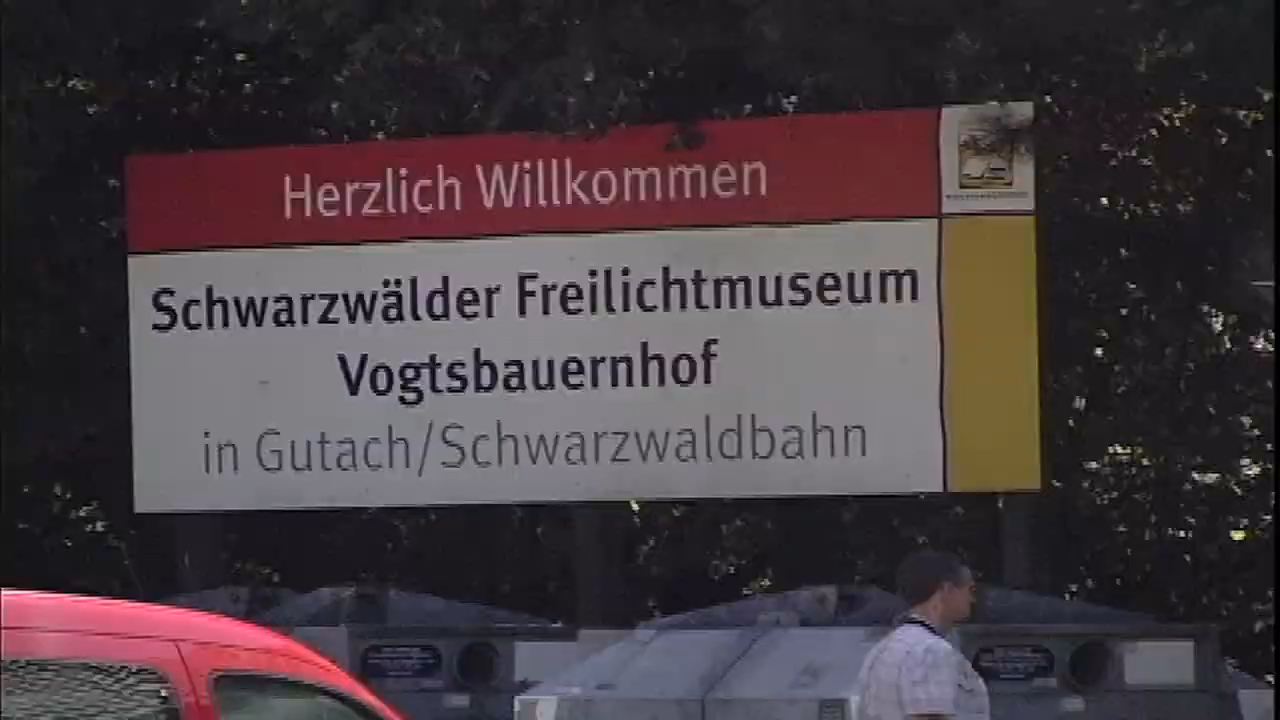 Herzlich Willkommen
Schwarzwälder Freilichtmuseum
Vogtsbauernhof
in Gutach/Schwarzwaldbahn